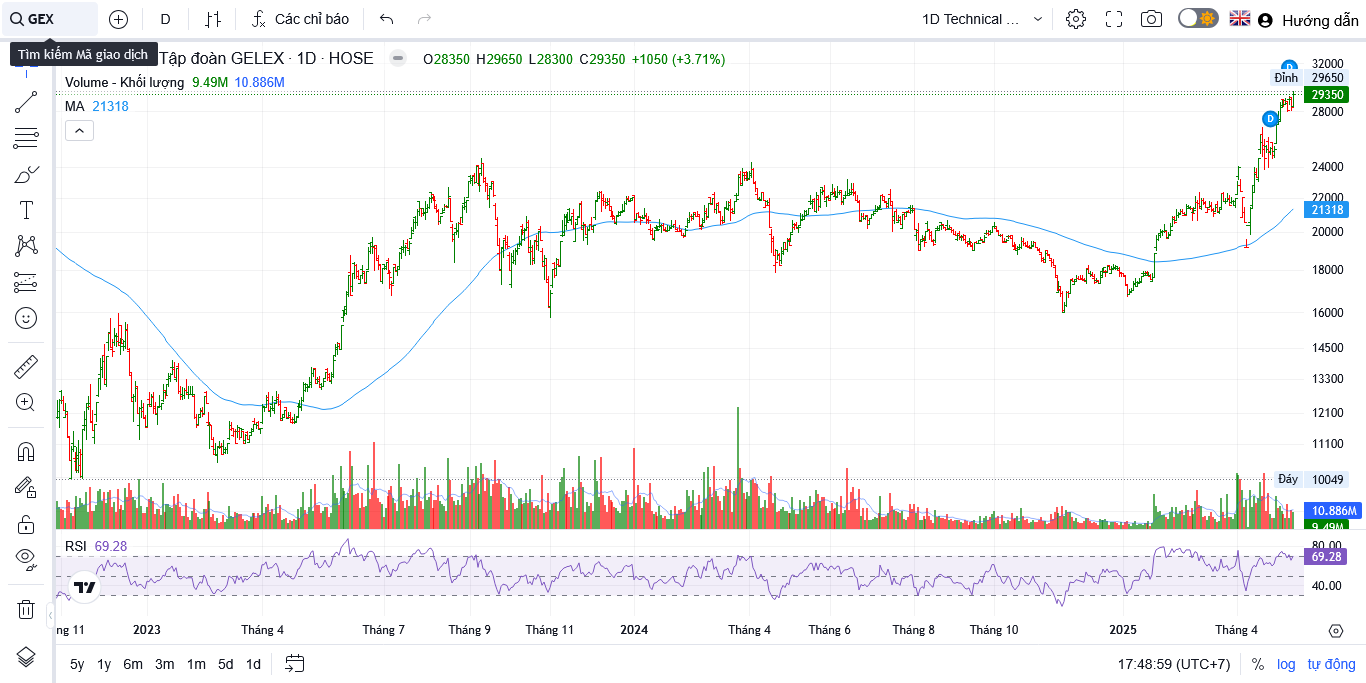 GEX
D
Các chỉ báo
1D Technical ...
Hướng dẫn
Tìm kiếm Mã giao dịch
Tập đoàn GELEX · 1D · HOSE
O28350 H29650 L28300 C29350 +1050 (+3.71%)
Volume - Khối lượng 9.49M 10.886M
MA 21318
D
D
32000
Đỉnh 29650
29350
28000
24000
22000
21318
20000
18000
16000
14500
13300
12100
11100
Đáy 10049
10.886M
9.49M
RSI 69.28
80.00
69.28
40.00
ng 11 2023 Tháng 4 Tháng 7 Tháng 9 Tháng 11 2024 Tháng 4 Tháng 6 Tháng 8 Tháng 10 2025 Tháng 4
5y 1y 6m 3m 1m 5d 1d
17:48:59 (UTC+7) % log tự động